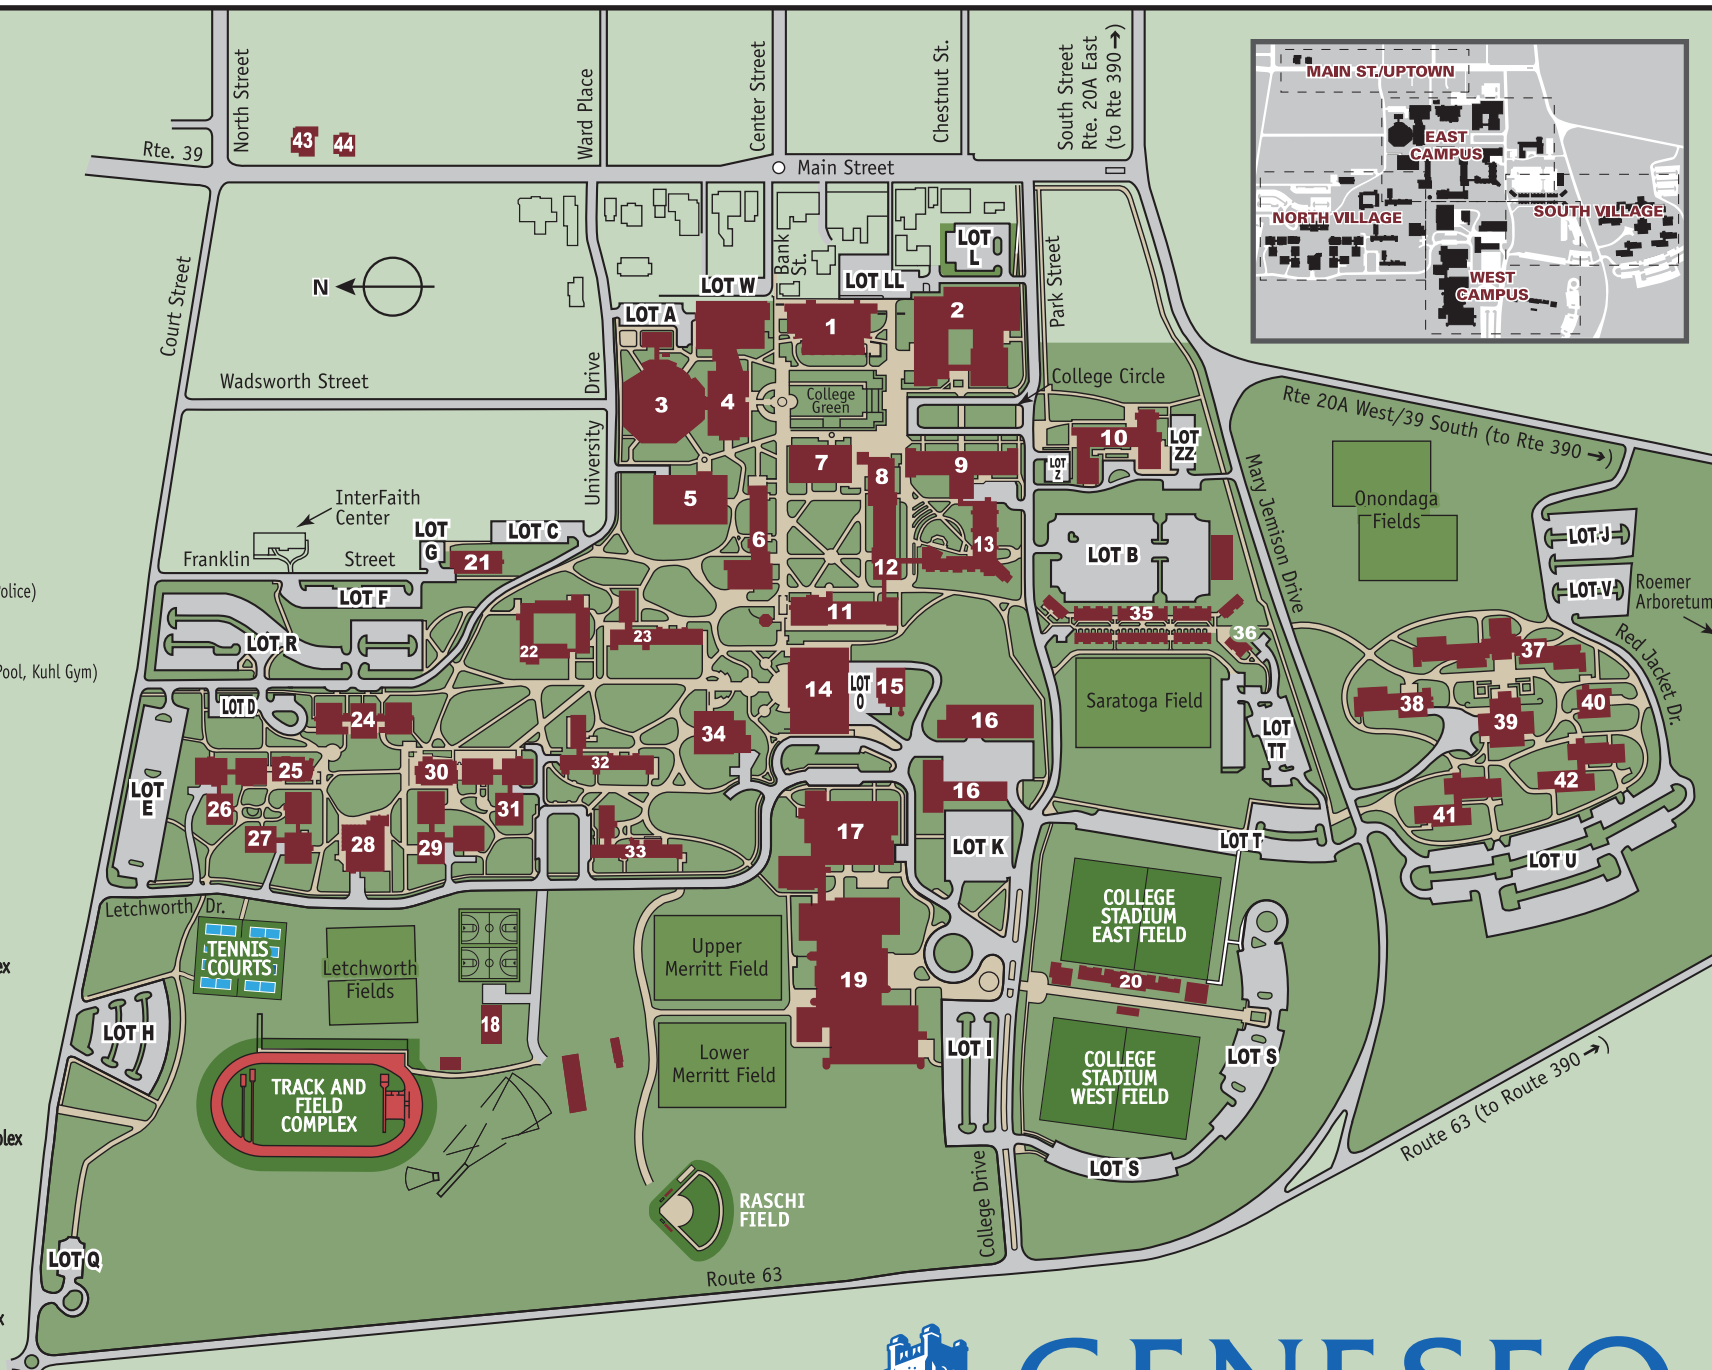 North Street
Ward Place
Center Street
Chestnut St.
South Street
Rte. 20A East
(to Rte 390 →)
MAIN ST./UPTOWN
EAST
CAMPUS
NORTH VILLAGE
SOUTH VILLAGE
WEST
CAMPUS
43
44
Rte. 39
Main Street
Court Street
N
Bank
St.
LOT
L
LOT W
LOT LL
Park Street
LOT A
1
2
Wadsworth Street
University
Drive
3
4
College
Green
College Circle
Rte 20A West/39 South (to Rte 390 →)
7
8
9
10
LOT
Z
LOT
ZZ
Mary Jemison Drive
InterFaith
Center
5
6
Onondaga
Fields
LOT
G
LOT C
Franklin
Street
21
12
13
LOT B
LOT J
LOT V
Roemer
Arboretum
olice)
LOT F
11
35
36
Red Jacket Dr.
LOT R
22
23
37
Pool, Kuhl Gym)
14
LOT
O
15
Saratoga Field
38
40
LOT D
24
34
16
39
LOT
TT
25
30
32
LOT
E
26
31
16
42
27
28
29
33
17
41
LOT K
LOT T
LOT U
Letchworth Dr.
COLLEGE
STADIUM
EAST FIELD
TENNIS
COURTS
Letchworth
Fields
Upper
Merritt Field
ex
19
20
LOT H
18
LOT I
LOT S
Lower
Merritt Field
COLLEGE
STADIUM
WEST FIELD
TRACK AND
FIELD
COMPLEX
plex
Route 63 (to Route 390 →)
LOT S
RASCHI
FIELD
College Drive
LOT Q
Route 63
x
GENESEO